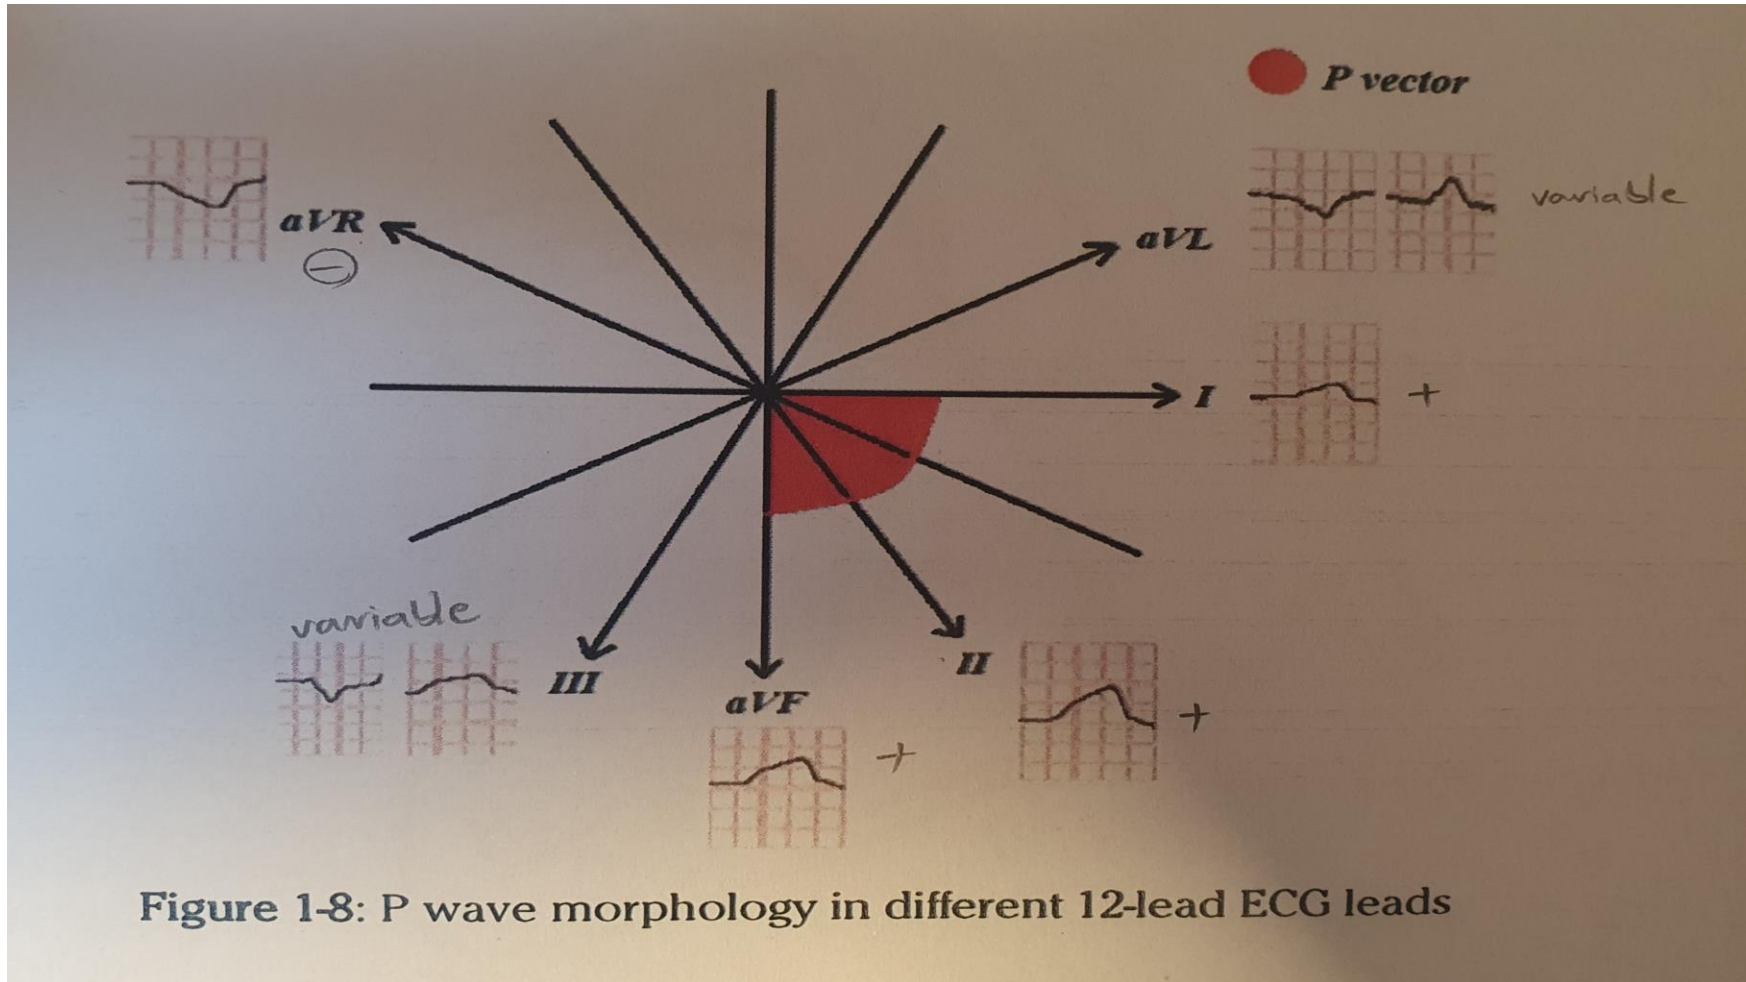 P vector
variable
aVR
−
aVL
I
+
variable
III
II
+
aVF
+
Figure 1-8: P wave morphology in different 12-lead ECG leads